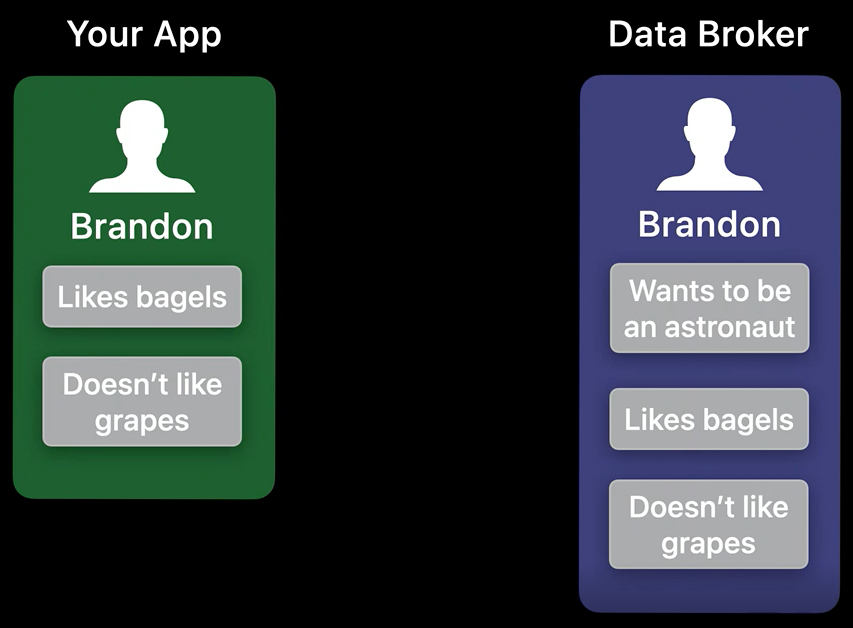 Your App
Brandon
Likes bagels
Doesn’t like
grapes
Data Broker
Brandon
Wants to be
an astronaut
Likes bagels
Doesn’t like
grapes